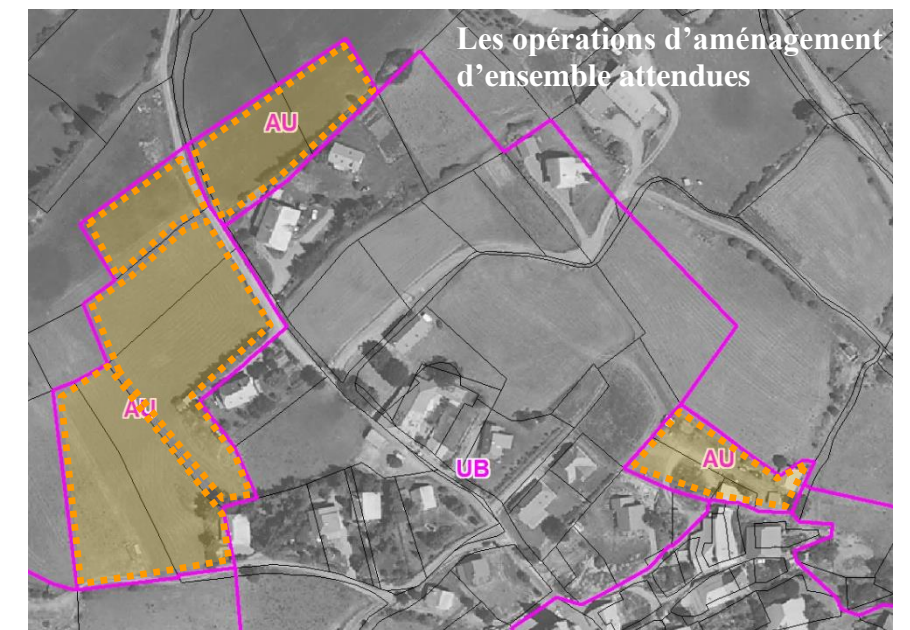 Les opérations d’aménagement
d’ensemble attendues
AU
AU
UB
AU